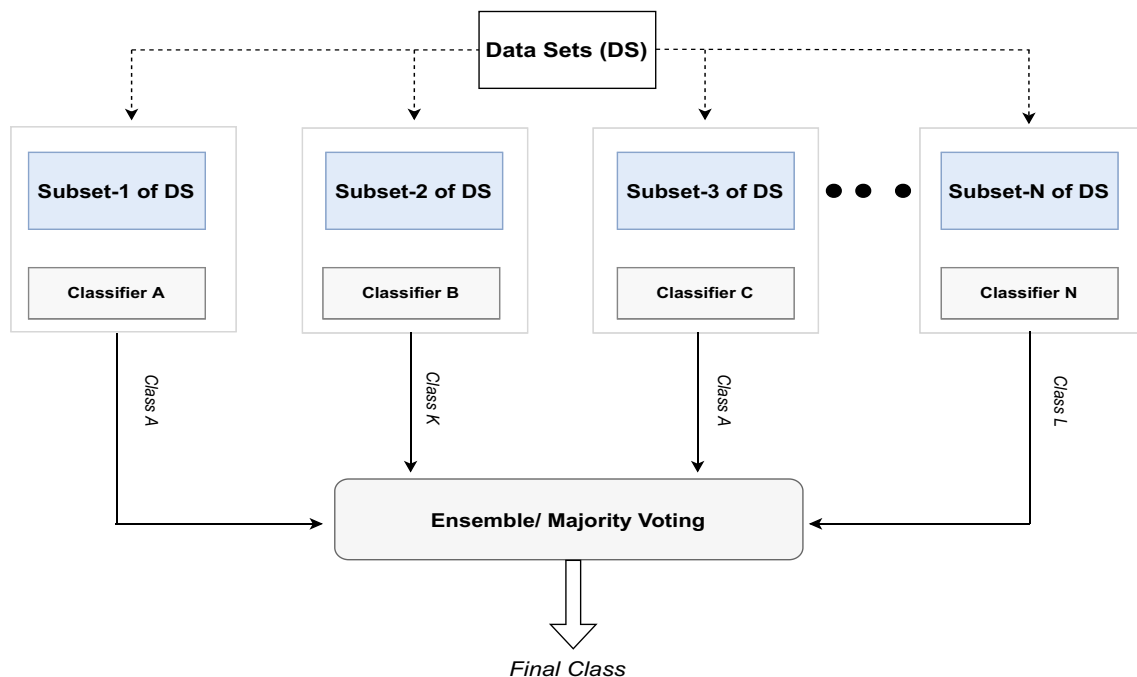 Data Sets (DS)
Subset-1 of DS
Subset-2 of DS
Subset-3 of DS
Subset-N of DS
Classifier A
Classifier B
Classifier C
Classifier N
Class A
Class K
Class A
Class L
Ensemble/ Majority Voting
Final Class